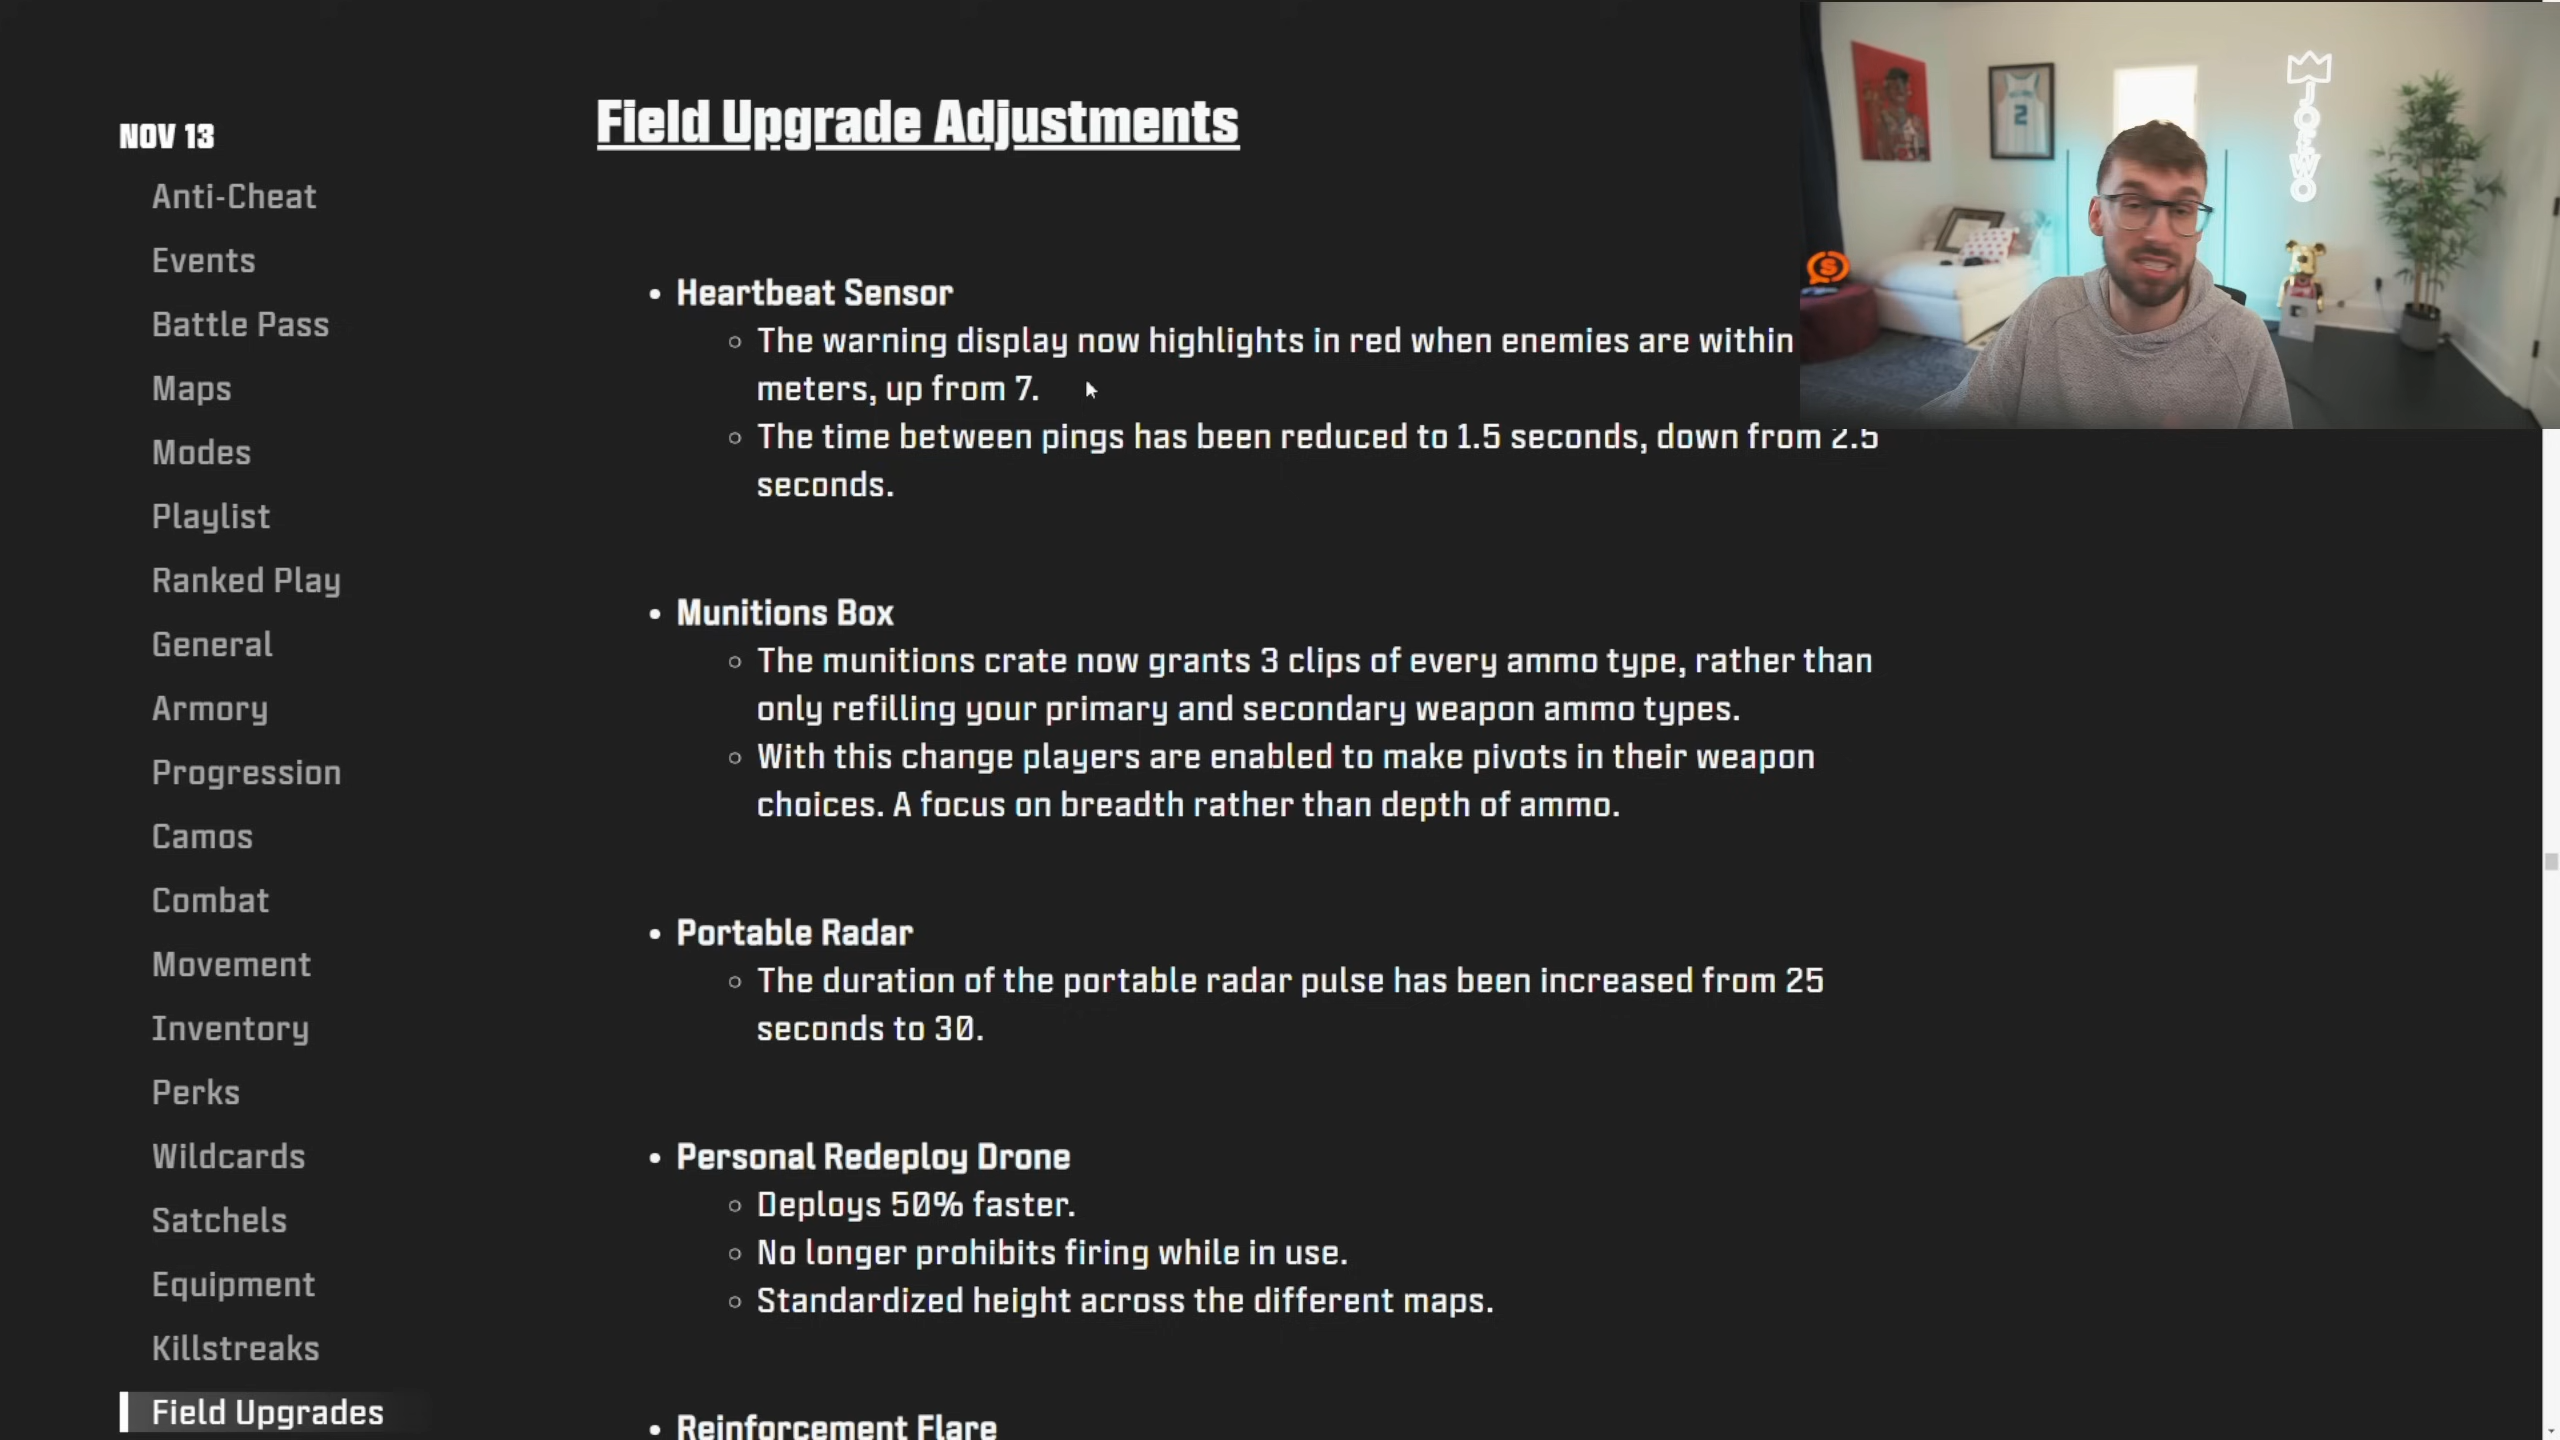 Field Upgrade Adjustments
NOV 13
Anti-Cheat
Events
Battle Pass
Maps
Modes
Playlist
Ranked Play
General
Armory
Progression
Camos
Combat
Movement
Inventory
Perks
Wildcards
Satchels
Equipment
Killstreaks
Field Upgrades
• Heartbeat Sensor
○ The warning display now highlights in red when enemies are within
meters, up from 7.
○ The time between pings has been reduced to 1.5 seconds, down from 2.5
seconds.
• Munitions Box
○ The munitions crate now grants 3 clips of every ammo type, rather than
only refilling your primary and secondary weapon ammo types.
○ With this change players are enabled to make pivots in their weapon
choices. A focus on breadth rather than depth of ammo.
• Portable Radar
○ The duration of the portable radar pulse has been increased from 25
seconds to 30.
• Personal Redeploy Drone
○ Deploys 50% faster.
○ No longer prohibits firing while in use.
○ Standardized height across the different maps.
• Reinforcement Flare
2
JOEWO
S